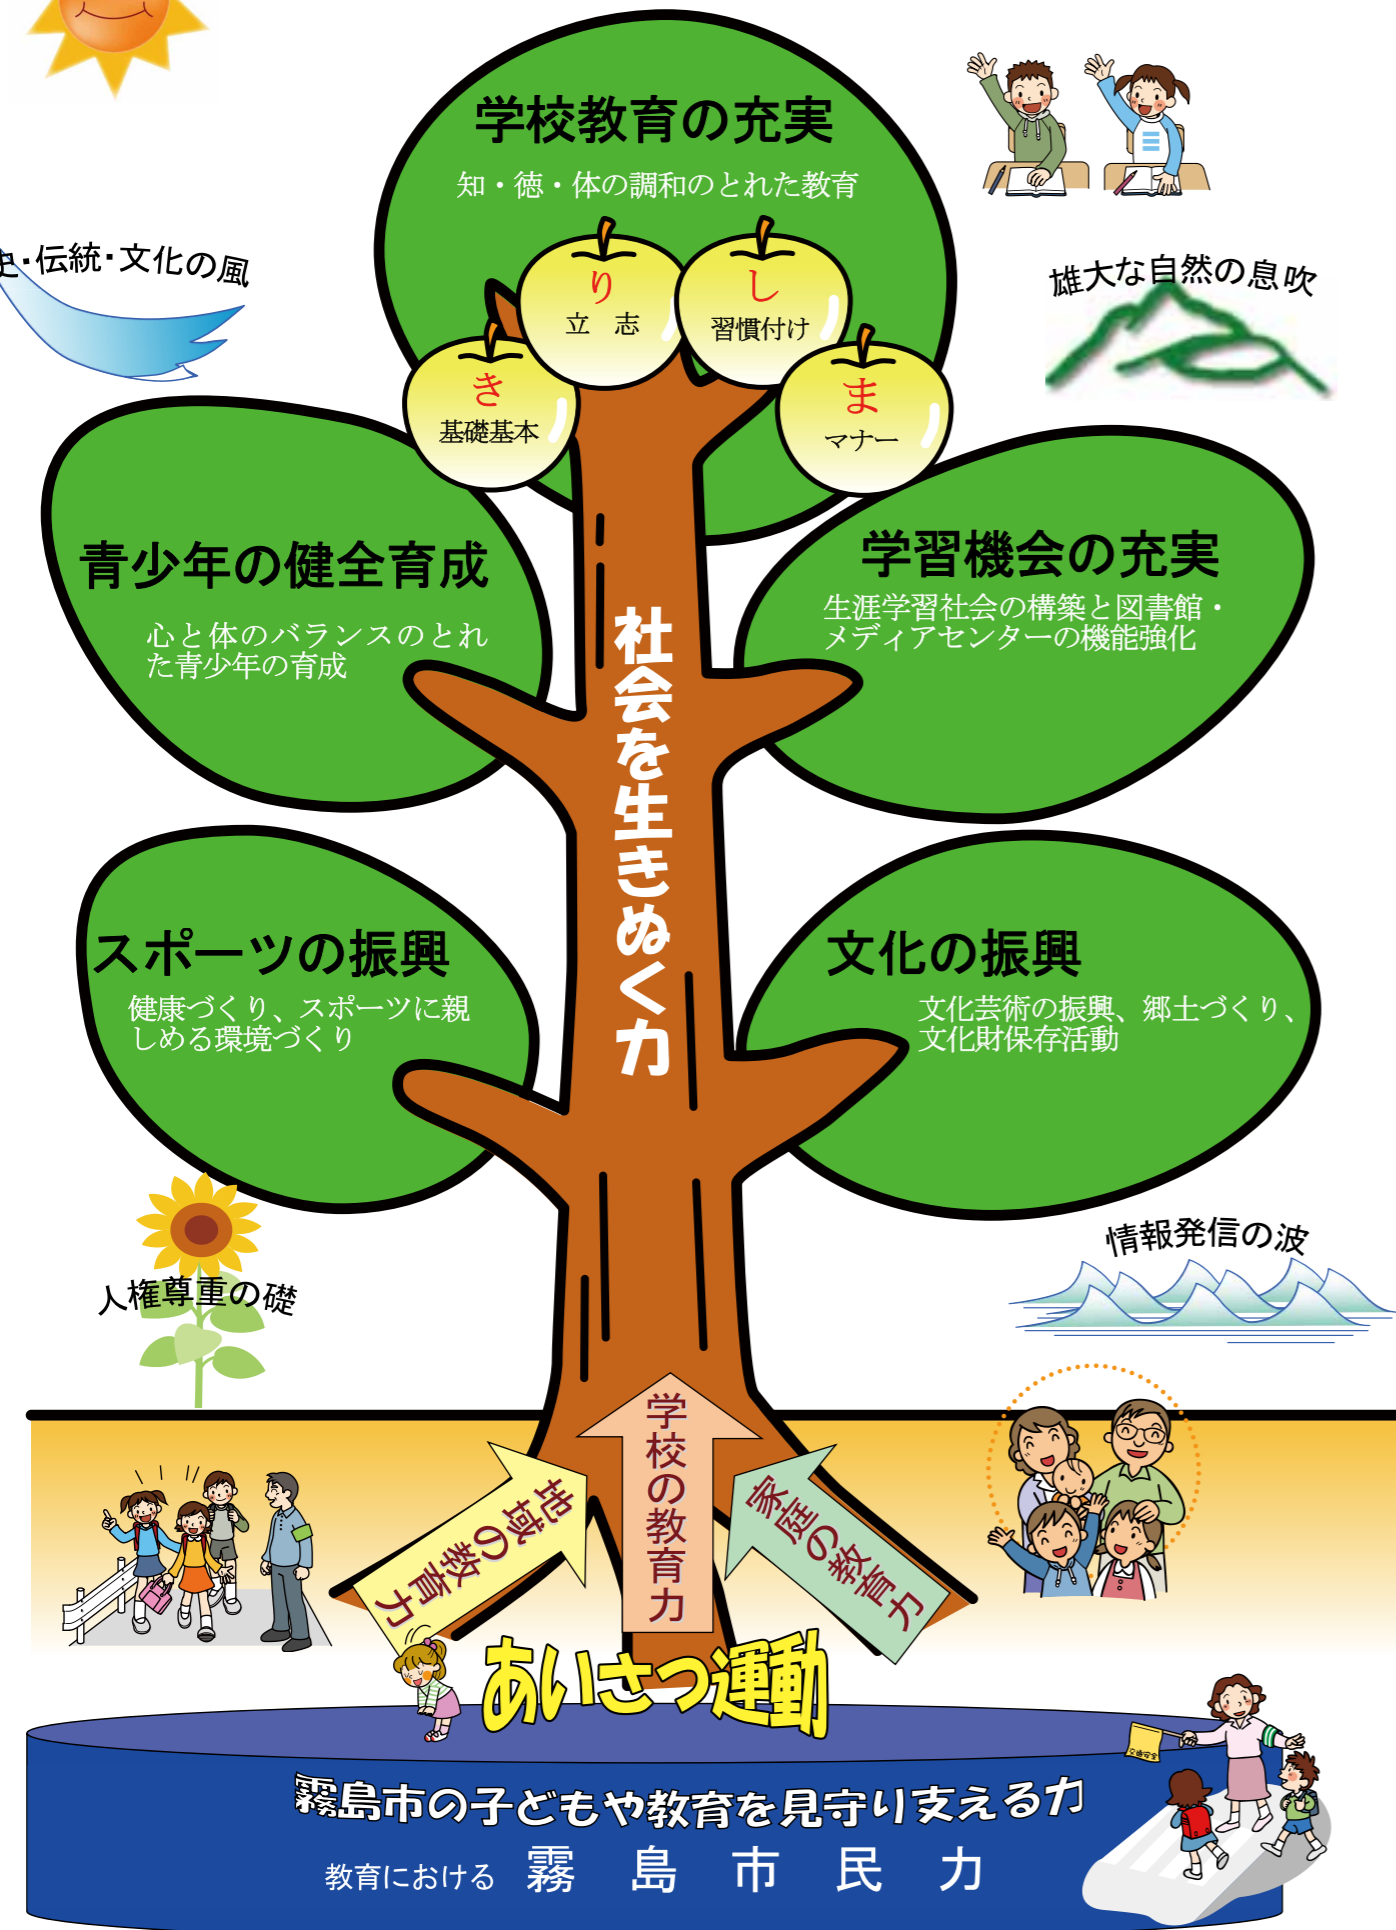 学校教育の充実
知・徳・体の調和のとれた教育
史・伝統・文化の風
雄大な自然の息吹
き
基礎基本
り
立 志
し
習慣付け
ま
マナー
青少年の健全育成
心と体のバランスのとれ
た青少年の育成
学習機会の充実
生涯学習社会の構築と図書館・
メディアセンターの機能強化
社会を生きぬく力
スポーツの振興
健康づくり、スポーツに親
しめる環境づくり
文化の振興
文化芸術の振興、郷土づくり、
文化財保存活動
人権尊重の礎
情報発信の波
地域の教育力
学校の教育力
家庭の教育力
あいさつ運動
交通安全
霧島市の子どもや教育を見守り支える力
教育における 霧 島 市 民 力